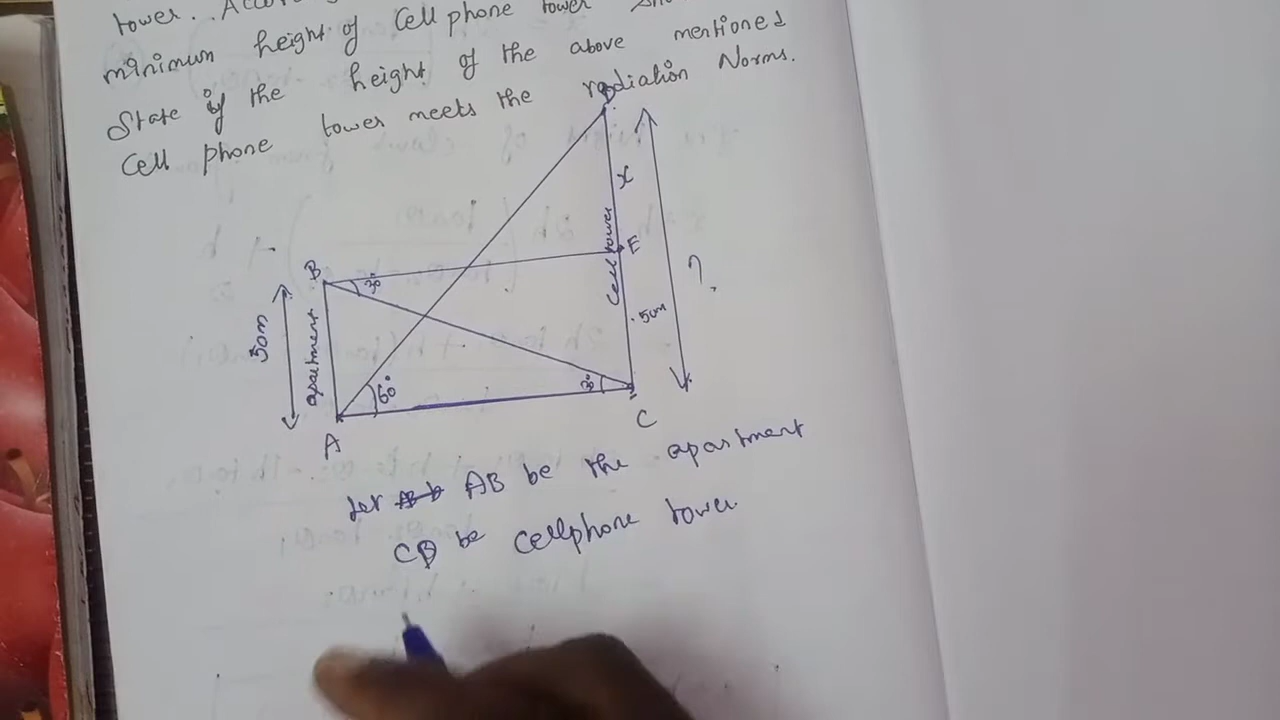 tower. Accor
minimum height of Cell phone tower
State if the height of the above mentioned
Cell phone tower meets the radiation Norms.
D
x
B
30°
E
Cell tower
?
50m
apartment
50m
60°
30°
A
C
Let AB be the apartment
CD be Cellphone tower